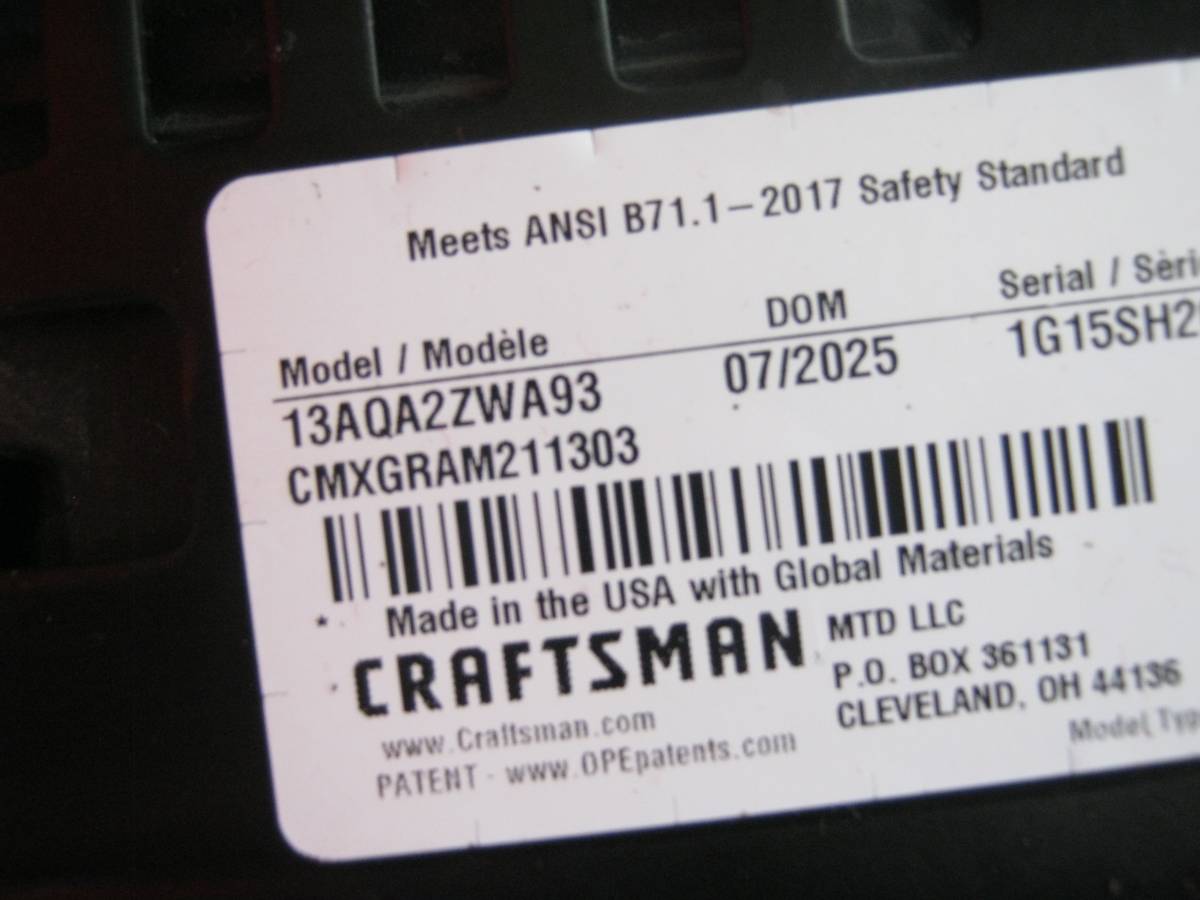 Meets ANSI B71.1-2017 Safety Standard
Model / Modèle DOM Serial / Sèri
13AQA2ZWA93 07/2025 1G15SH2
CMXGRAM211303
* Made in the USA with Global Materials
CRAFTSMAN
MTD LLC
P.O. BOX 361131
CLEVELAND, OH 44136
www.Craftsman.com
PATENT - www.OPEpatents.com
Model